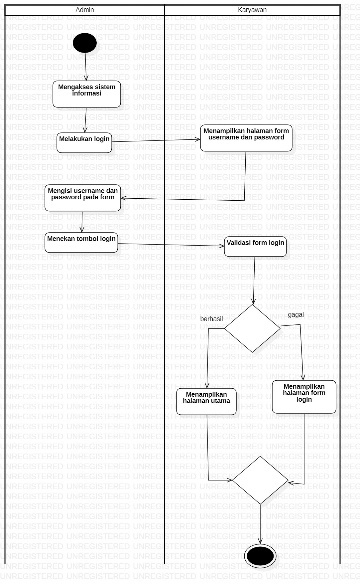 Admin
Karyawan
Mengakses sistem
informasi
Melakukan login
Menampilkan halaman form
username dan password
Mengisi username dan
password pada form
Menekan tombol login
Validasi form login
berhasil
gagal
Menampilkan
halaman utama
Menampilkan
halaman form
login